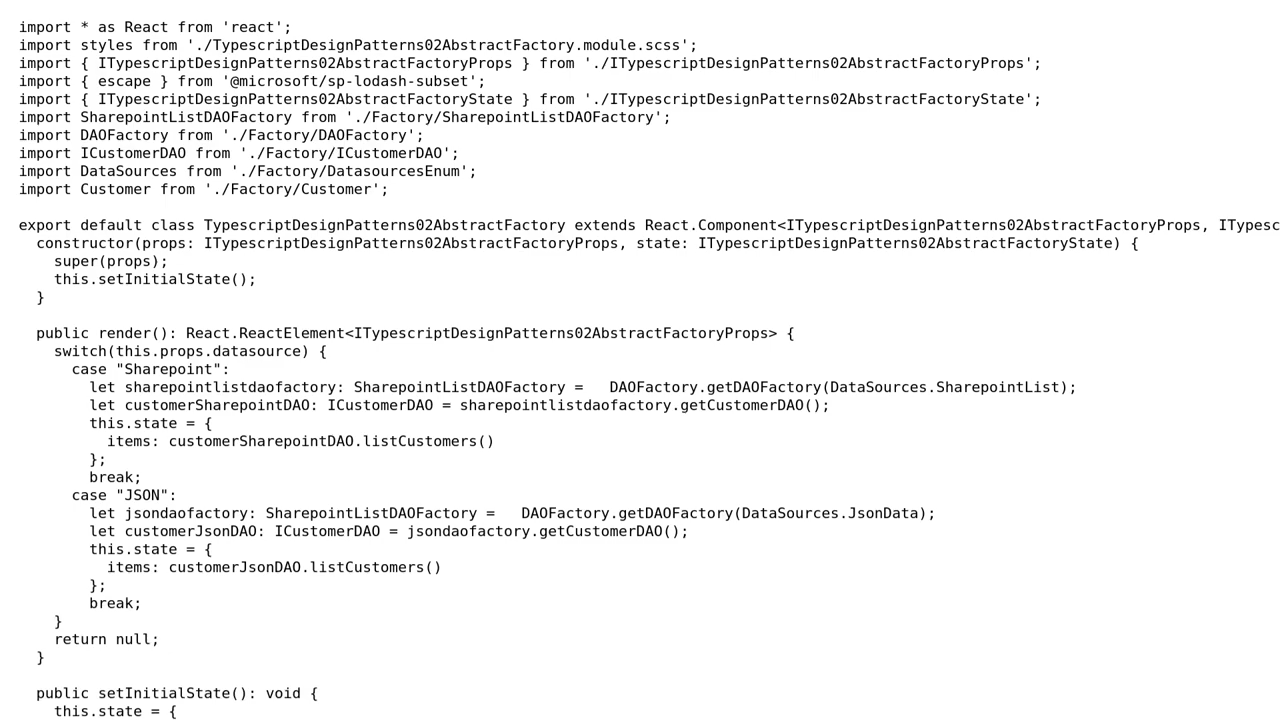 import * as React from 'react';
import styles from './TypescriptDesignPatterns02AbstractFactory.module.scss';
import { ITypescriptDesignPatterns02AbstractFactoryProps } from './ITypescriptDesignPatterns02AbstractFactoryProps';
import { escape } from '@microsoft/sp-lodash-subset';
import { ITypescriptDesignPatterns02AbstractFactoryState } from './ITypescriptDesignPatterns02AbstractFactoryState';
import SharepointListDAOFactory from './Factory/SharepointListDAOFactory';
import DAOFactory from './Factory/DAOFactory';
import ICustomerDAO from './Factory/ICustomerDAO';
import DataSources from './Factory/DatasourcesEnum';
import Customer from './Factory/Customer';

export default class TypescriptDesignPatterns02AbstractFactory extends React.Component<ITypescriptDesignPatterns02AbstractFactoryProps, ITypesc
  constructor(props: ITypescriptDesignPatterns02AbstractFactoryProps, state: ITypescriptDesignPatterns02AbstractFactoryState) {
    super(props);
    this.setInitialState();
  }

  public render(): React.ReactElement<ITypescriptDesignPatterns02AbstractFactoryProps> {
    switch(this.props.datasource) {
      case "Sharepoint":
        let sharepointlistdaofactory: SharepointListDAOFactory =   DAOFactory.getDAOFactory(DataSources.SharepointList);
        let customerSharepointDAO: ICustomerDAO = sharepointlistdaofactory.getCustomerDAO();
        this.state = {
          items: customerSharepointDAO.listCustomers()
        };
        break;
      case "JSON":
        let jsondaofactory: SharepointListDAOFactory =   DAOFactory.getDAOFactory(DataSources.JsonData);
        let customerJsonDAO: ICustomerDAO = jsondaofactory.getCustomerDAO();
        this.state = {
          items: customerJsonDAO.listCustomers()
        };
        break;
    }
    return null;
  }

  public setInitialState(): void {
    this.state = {